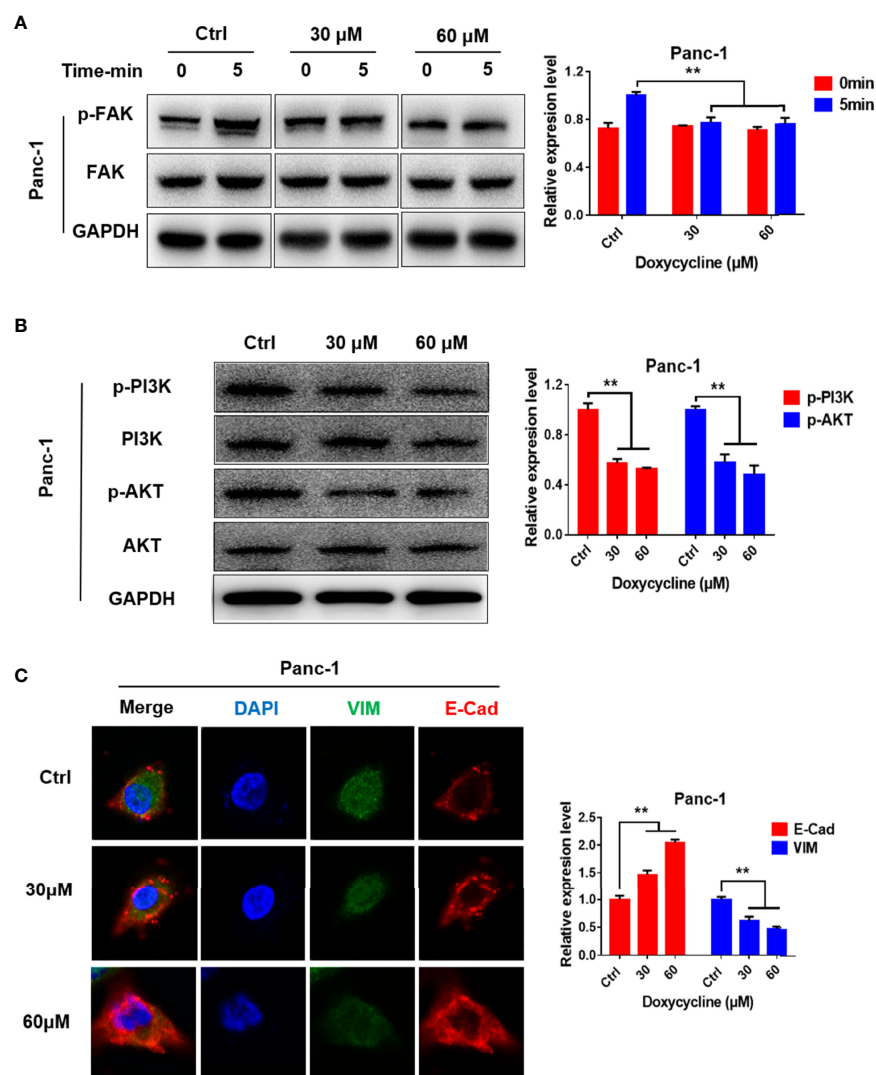 A
Ctrl 30 μM 60 μM
Time-min 0 5 0 5 0 5
p-FAK
FAK
GAPDH
Panc-1
Panc-1
Relative expresion level
1.2
0.8
0.4
0.0
Ctrl 30 60
Doxycycline (μM)
**
0min
5min
B
Ctrl 30 μM 60 μM
p-PI3K
PI3K
p-AKT
AKT
GAPDH
Panc-1
Panc-1
Relative expresion level
1.2
0.8
0.4
0.0
Ctrl 30 60 Ctrl 30 60
Doxycycline (μM)
** **
p-PI3K
p-AKT
C
Panc-1
Merge DAPI VIM E-Cad
Ctrl
30μM
60μM
Panc-1
Relative expresion level
2.5
2.0
1.5
1.0
0.5
0.0
Ctrl 30 60 Ctrl 30 60
Doxycycline (μM)
** **
E-Cad
VIM